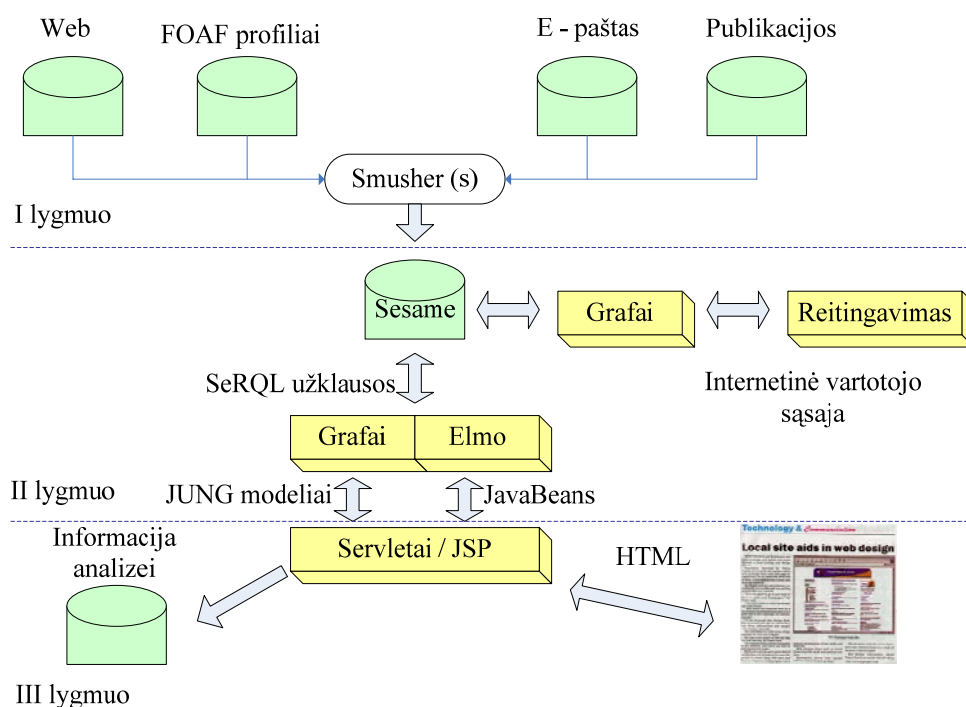 Web
FOAF profiliai
E - paštas
Publikacijos
Smusher (s)
I lygmuo
Sesame
Grafai
Reitingavimas
SeRQL užklausos
Internetinė vartotojo
sąsaja
Grafai
Elmo
II lygmuo
JUNG modeliai
JavaBeans
Informacija
analizei
Servletai / JSP
HTML
Technology & Communication
Local site aids in web design
III lygmuo